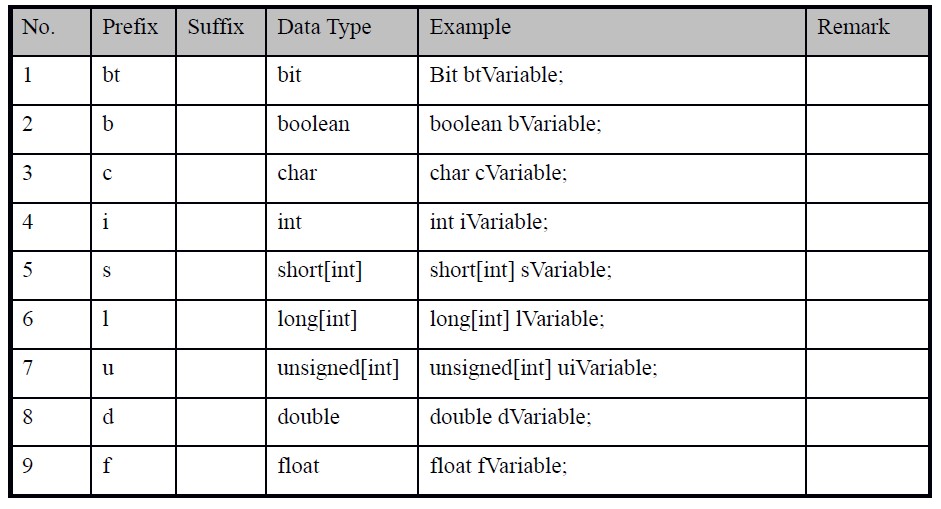 No. Prefix Suffix Data Type Example Remark
1 bt bit Bit btVariable;
2 b boolean boolean bVariable;
3 c char char cVariable;
4 i int int iVariable;
5 s short[int] short[int] sVariable;
6 l long[int] long[int] lVariable;
7 u unsigned[int] unsigned[int] uiVariable;
8 d double double dVariable;
9 f float float fVariable;